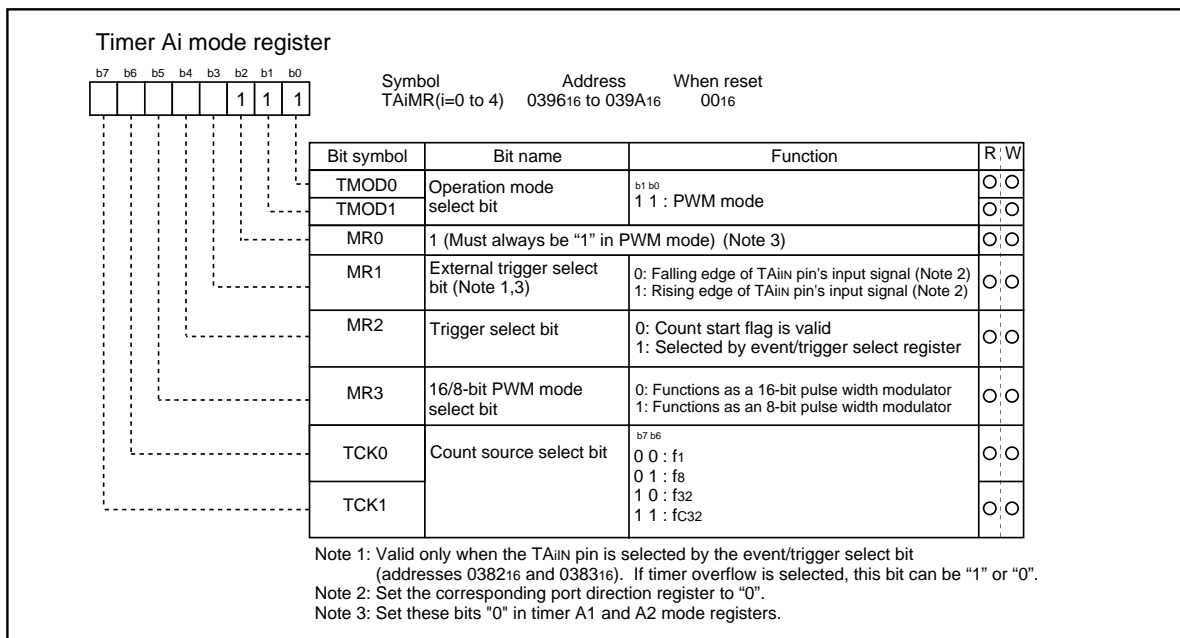 Timer Ai mode register
b7 b6 b5 b4 b3 b2 b1 b0
1 1 1
Symbol Address When reset
TAiMR(i=0 to 4) 039616 to 039A16 0016
Bit symbol Bit name Function R W
TMOD0
TMOD1
Operation mode
select bit
b1 b0
1 1 : PWM mode
MR0 1 (Must always be “1” in PWM mode) (Note 3)
MR1 External trigger select
bit (Note 1,3)
0: Falling edge of TAiIN pin's input signal (Note 2)
1: Rising edge of TAiIN pin's input signal (Note 2)
MR2 Trigger select bit
0: Count start flag is valid
1: Selected by event/trigger select register
MR3 16/8-bit PWM mode
select bit
0: Functions as a 16-bit pulse width modulator
1: Functions as an 8-bit pulse width modulator
TCK0 Count source select bit
TCK1
b7 b6
0 0 : f1
0 1 : f8
1 0 : f32
1 1 : fC32
Note 1: Valid only when the TAiIN pin is selected by the event/trigger select bit
(addresses 038216 and 038316). If timer overflow is selected, this bit can be “1” or “0”.
Note 2: Set the corresponding port direction register to “0”.
Note 3: Set these bits "0" in timer A1 and A2 mode registers.